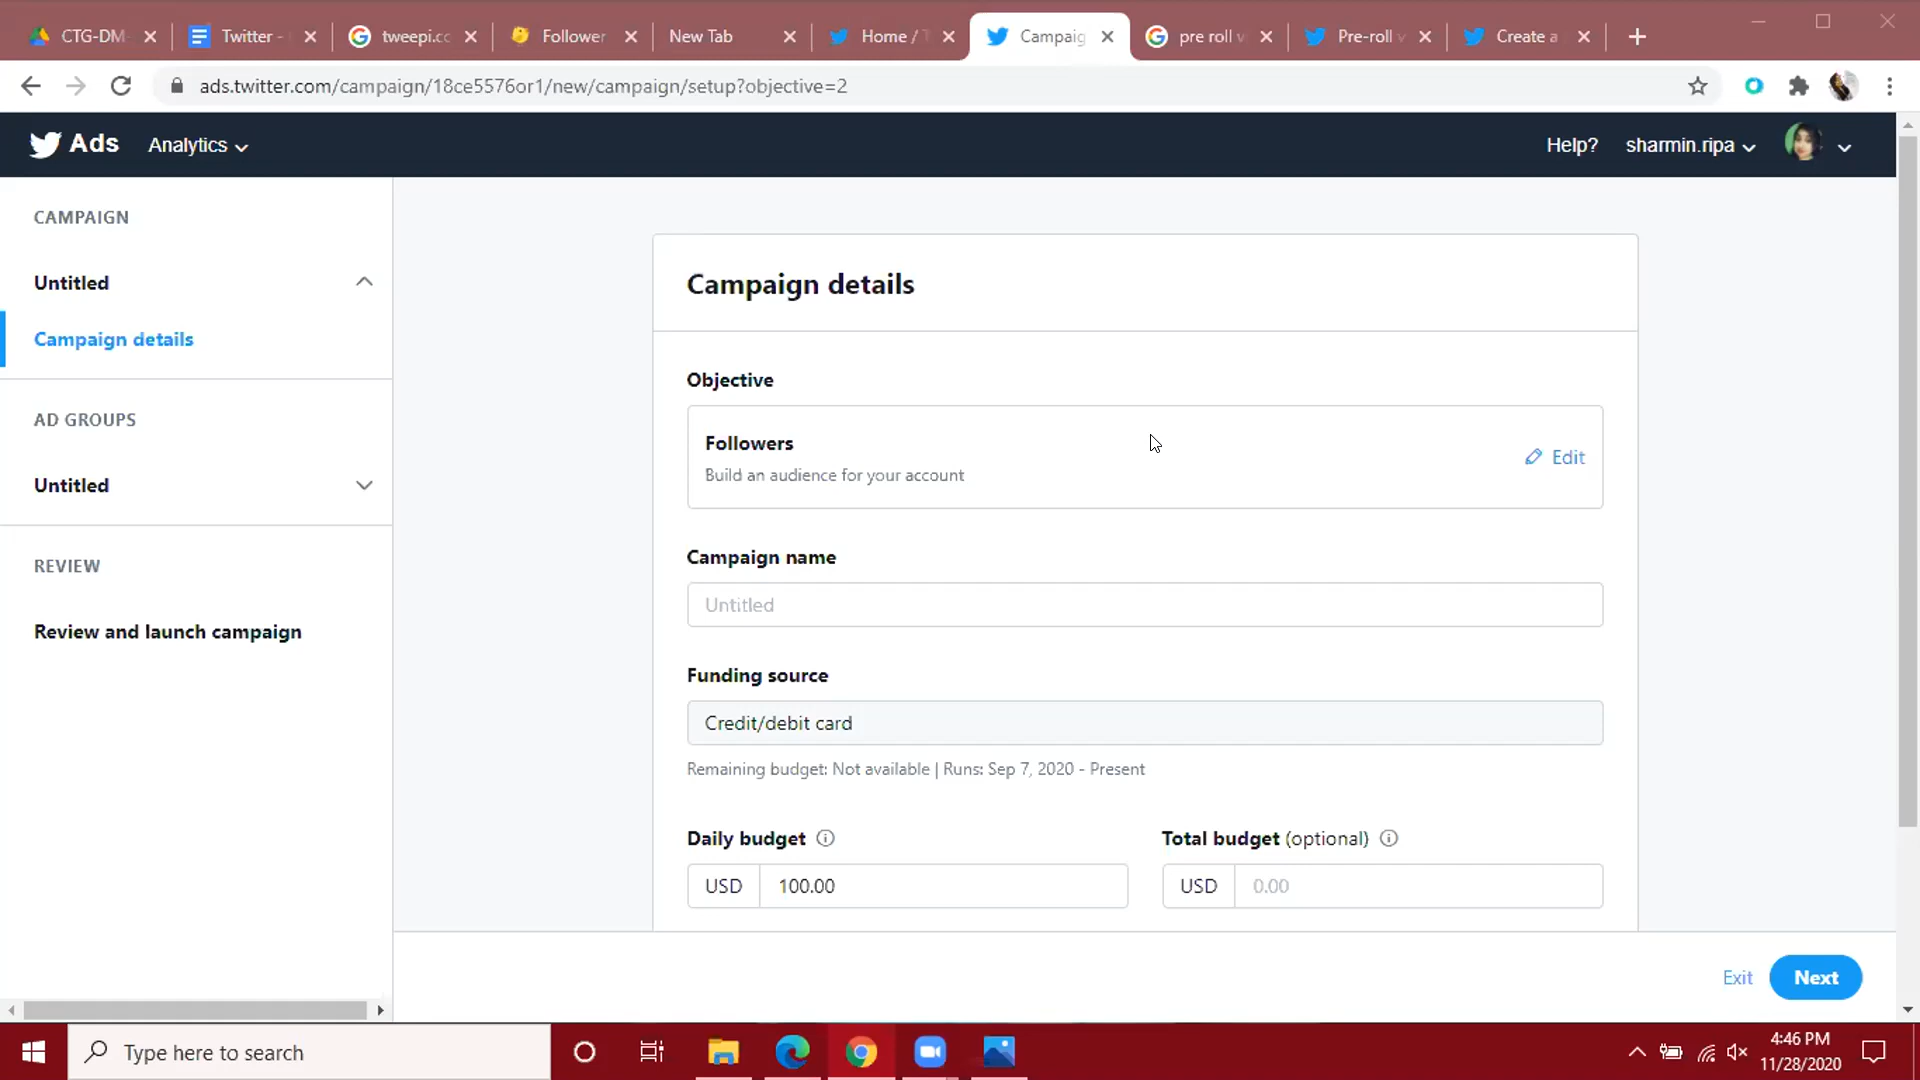 CTG-DM
Twitter -
tweepi.cc
Follower
New Tab
Home / T
Campaig
pre roll v
Pre-roll v
Create a
ads.twitter.com/campaign/18ce5576or1/new/campaign/setup?objective=2
Ads
Analytics
Help?
sharmin.ripa
CAMPAIGN
Untitled
Campaign details
AD GROUPS
Untitled
REVIEW
Review and launch campaign
Campaign details
Objective
Followers
Build an audience for your account
Edit
Campaign name
Untitled
Funding source
Credit/debit card
Remaining budget: Not available | Runs: Sep 7, 2020 - Present
Daily budget
Total budget (optional)
USD 100.00
USD 0.00
Exit
Next
Type here to search
4:46 PM
11/28/2020